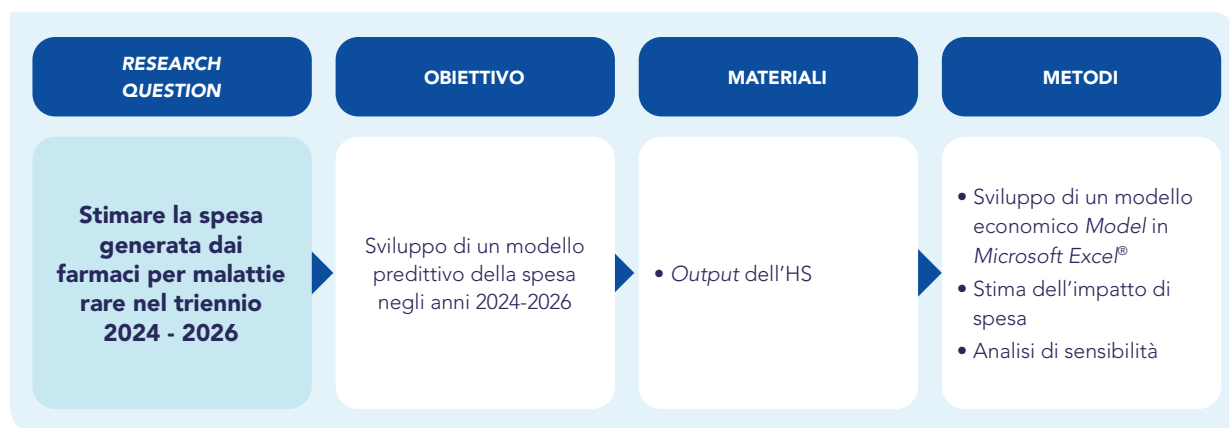 RESEARCH
QUESTION
OBIETTIVO
MATERIALI
METODI
Stimare la spesa
generata dai
farmaci per malattie
rare nel triennio
2024 - 2026
Sviluppo di un modello
predittivo della spesa
negli anni 2024-2026
• Output dell'HS
• Sviluppo di un modello
economico Model in
Microsoft Excel®
• Stima dell'impatto di
spesa
• Analisi di sensibilità